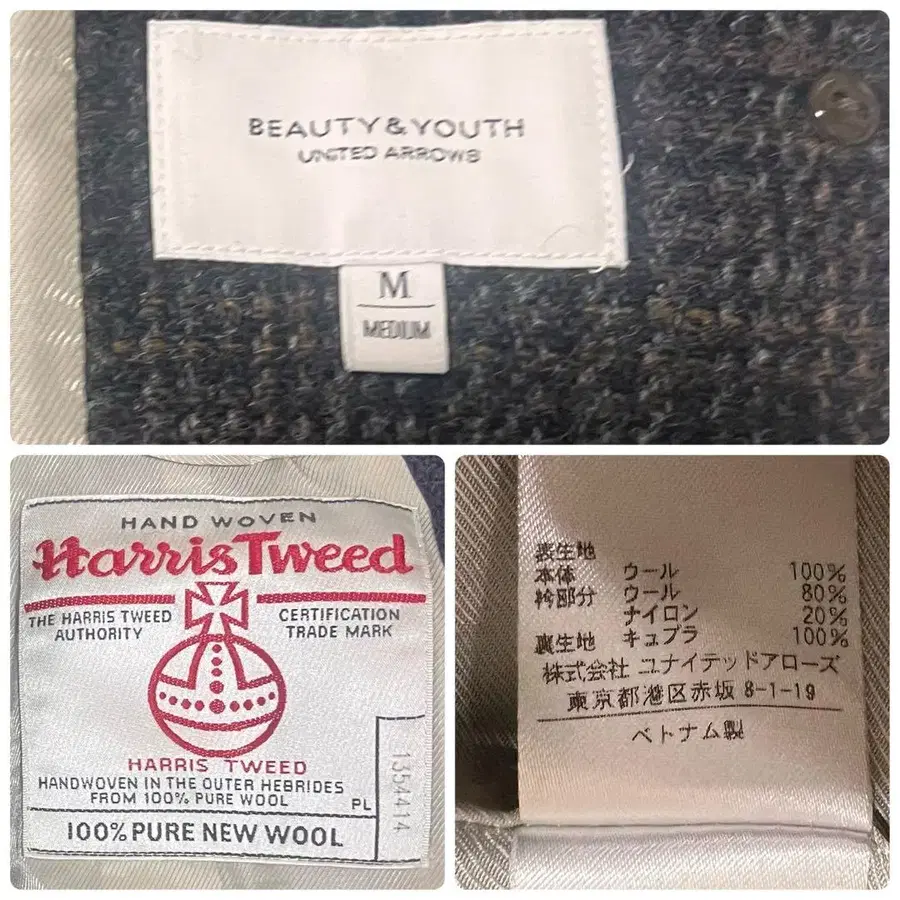 BEAUTY & YOUTH
UNITED ARROWS
M
MEDIUM
HAND WOVEN
Harris Tweed
THE HARRIS TWEED AUTHORITY
CERTIFICATION TRADE MARK
HARRIS TWEED
HANDWOVEN IN THE OUTER HEBRIDES
FROM 100% PURE WOOL
PL
100% PURE NEW WOOL
1354414
表生地
本体 ウール 100%
衿部分 ウール 80%
ナイロン 20%
裏生地 キュプラ 100%
株式会社 ユナイテッドアローズ
東京都港区赤坂 8-1-19
ベトナム製